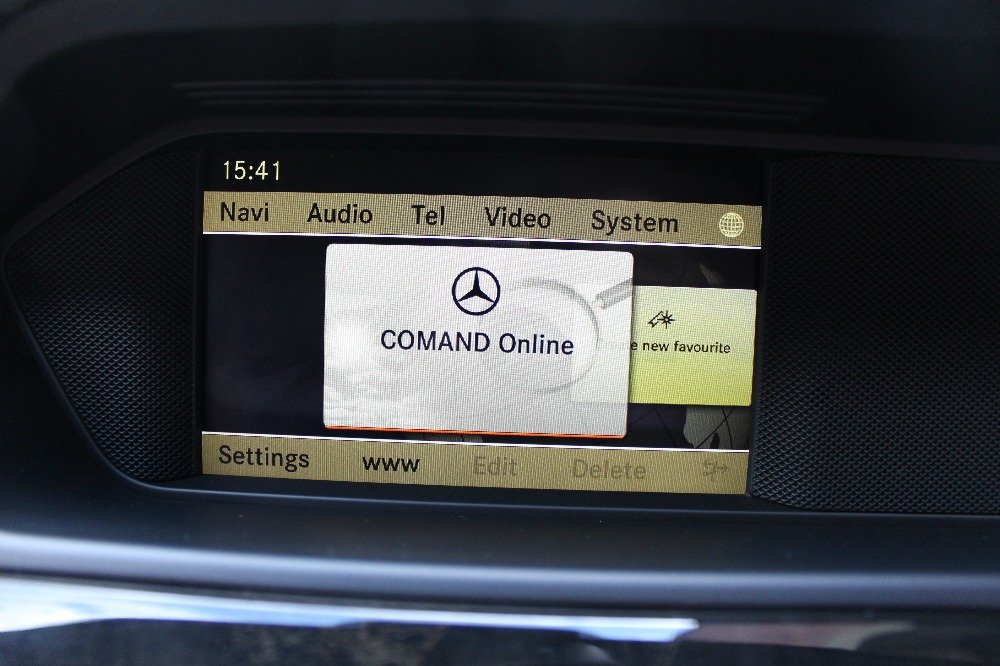 15:41
Navi Audio Tel Video System
COMAND Online
new favourite
Settings www Edit Delete